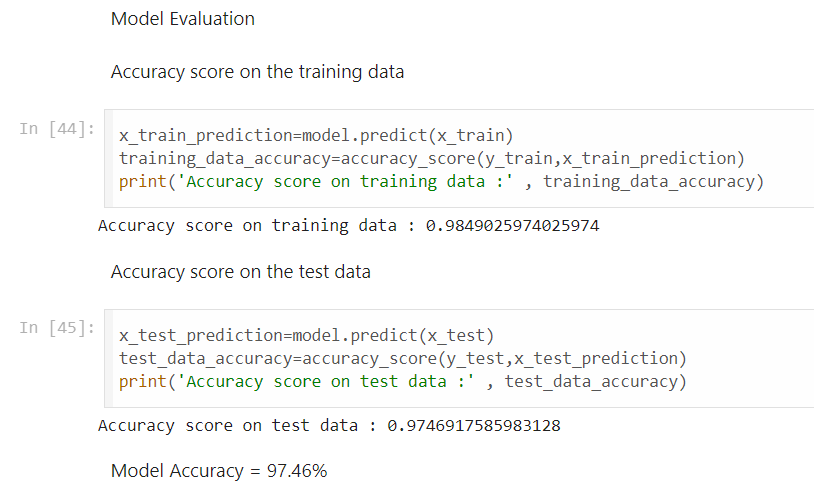 Model Evaluation
Accuracy score on the training data
In [44]:
x_train_prediction=model.predict(x_train)
training_data_accuracy=accuracy_score(y_train,x_train_prediction)
print('Accuracy score on training data :' , training_data_accuracy)
Accuracy score on training data : 0.9849025974025974
Accuracy score on the test data
In [45]:
x_test_prediction=model.predict(x_test)
test_data_accuracy=accuracy_score(y_test,x_test_prediction)
print('Accuracy score on test data :' , test_data_accuracy)
Accuracy score on test data : 0.9746917585983128
Model Accuracy = 97.46%